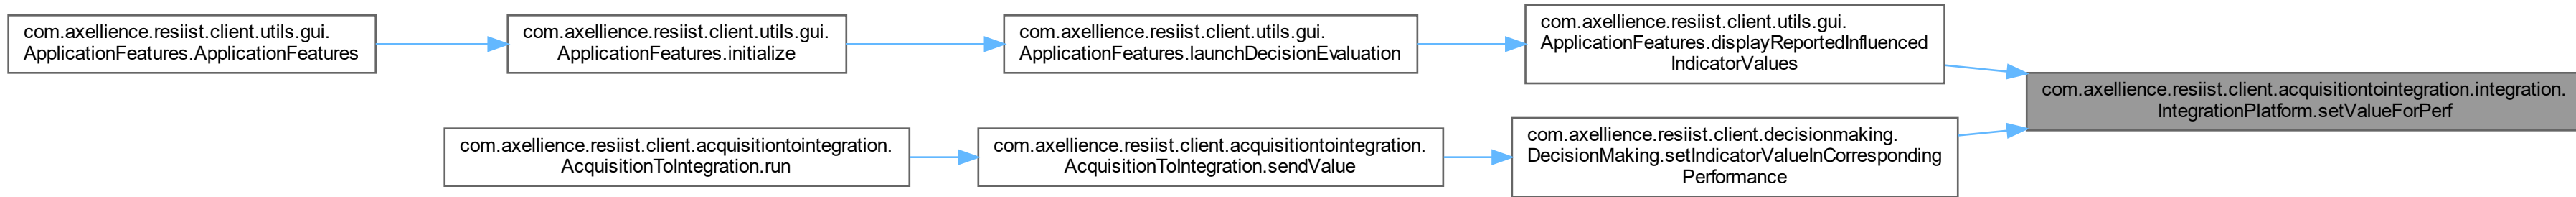 com.axellience.resiist.client.utils.gui.
ApplicationFeatures.ApplicationFeatures
com.axellience.resiist.client.utils.gui.
ApplicationFeatures.initialize
com.axellience.resiist.client.utils.gui.
ApplicationFeatures.launchDecisionEvaluation
com.axellience.resiist.client.utils.gui.
ApplicationFeatures.displayReportedInfluenced
IndicatorValues
com.axellience.resiist.client.acquisitiontointegration.integration.
IntegrationPlatform.setValueForPerf
com.axellience.resiist.client.acquisitiontointegration.
AcquisitionToIntegration.run
com.axellience.resiist.client.acquisitiontointegration.
AcquisitionToIntegration.sendValue
com.axellience.resiist.client.decisionmaking.
DecisionMaking.setIndicatorValueInCorresponding
Performance